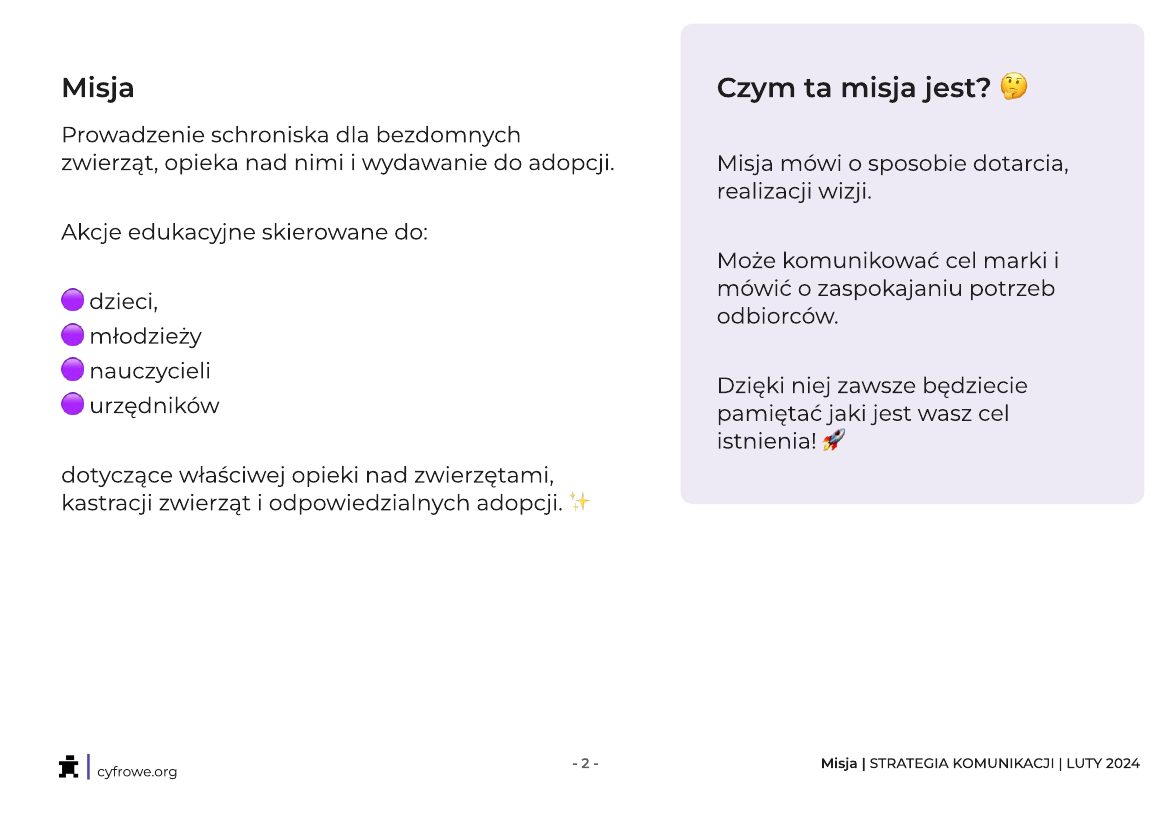 Misja
Prowadzenie schroniska dla bezdomnych
zwierząt, opieka nad nimi i wydawanie do adopcji.
Akcje edukacyjne skierowane do:
🟣 dzieci,
🟣 młodzieży
🟣 nauczycieli
🟣 urzędników
dotyczące właściwej opieki nad zwierzętami,
kastracji zwierząt i odpowiedzialnych adopcji. ✨
Czym ta misja jest? 🤔
Misja mówi o sposobie dotarcia,
realizacji wizji.
Może komunikować cel marki i
mówić o zaspokajaniu potrzeb
odbiorców.
Dzięki niej zawsze będziecie
pamiętać jaki jest wasz cel
istnienia! 🚀
cyfrowe.org
- 2 -
Misja | STRATEGIA KOMUNIKACJI | LUTY 2024